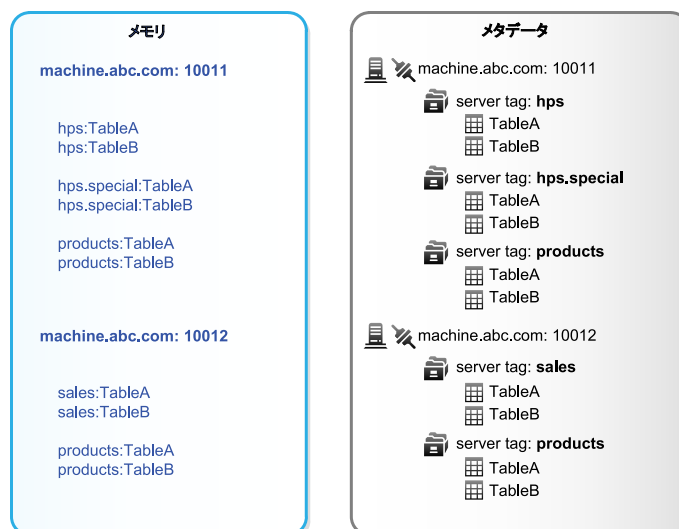 メモリ
machine.abc.com: 10011
hps:TableA
hps:TableB
hps.special:TableA
hps.special:TableB
products:TableA
products:TableB
machine.abc.com: 10012
sales:TableA
sales:TableB
products:TableA
products:TableB
メタデータ
machine.abc.com: 10011
server tag: hps
TableA
TableB
server tag: hps.special
TableA
TableB
server tag: products
TableA
TableB
machine.abc.com: 10012
server tag: sales
TableA
TableB
server tag: products
TableA
TableB